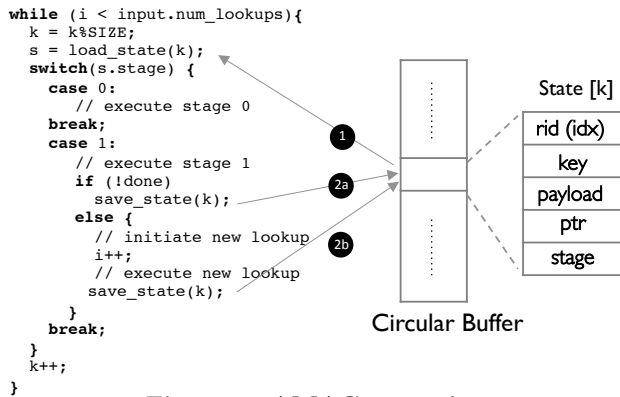 while (i < input.num_lookups){
k = k%SIZE;
s = load_state(k);
switch(s.stage) {
case 0:
// execute stage 0
break;
case 1:
// execute stage 1
if (!done)
save_state(k);
else {
// initiate new lookup
i++;
// execute new lookup
save_state(k);
}
break;
}
k++;
}
1
2a
2b
Circular Buffer
State [k]
rid (idx)
key
payload
ptr
stage